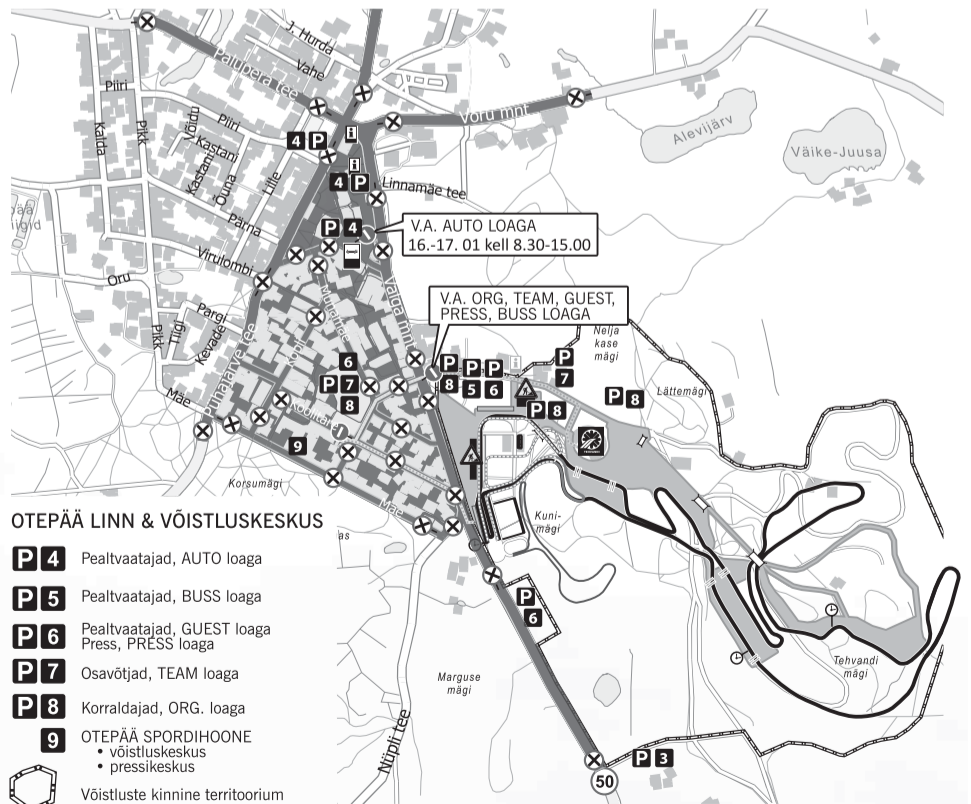 J. Hurda
Vahe
Palupera tee
Piiri
Kalda
Pikk
Võidu
Piiri
Kastani
Kastani
Õuna
Lille
Pärna
Virulombi
Oru
Pikk
Tiigi
Pargi
Kevade
Mäe
Punajärve tee
Võru mnt
Alevijärv
Väike-Juusa
4 P
4 P
Linnamäe tee
P 4
V.A. AUTO LOAGA
16.-17. 01 kell 8.30-15.00
Valga mnt
V.A. ORG, TEAM, GUEST,
PRESS, BUSS LOAGA
Nelja
kase
mägi
Lättemägi
P P P
8 5 6
P
7
P 8
P 8
6
P 7
8
9
Korsumägi
Mäe
Kuni-
mägi
P
6
Tehvandi
mägi
Marguse
mägi
Nüpli tee
P 3
50
OTEPÄÄ LINN & VÕISTLUSKESKUS
P 4 Pealtvaatajad, AUTO loaga
P 5 Pealtvaatajad, BUSS loaga
P 6 Pealtvaatajad, GUEST loaga
Press, PRESS loaga
P 7 Osavõtjad, TEAM loaga
P 8 Korraldajad, ORG. loaga
9 OTEPÄÄ SPORDIHOONE
• võistluskeskus
• pressikeskus
Võistluste kinnine territoorium